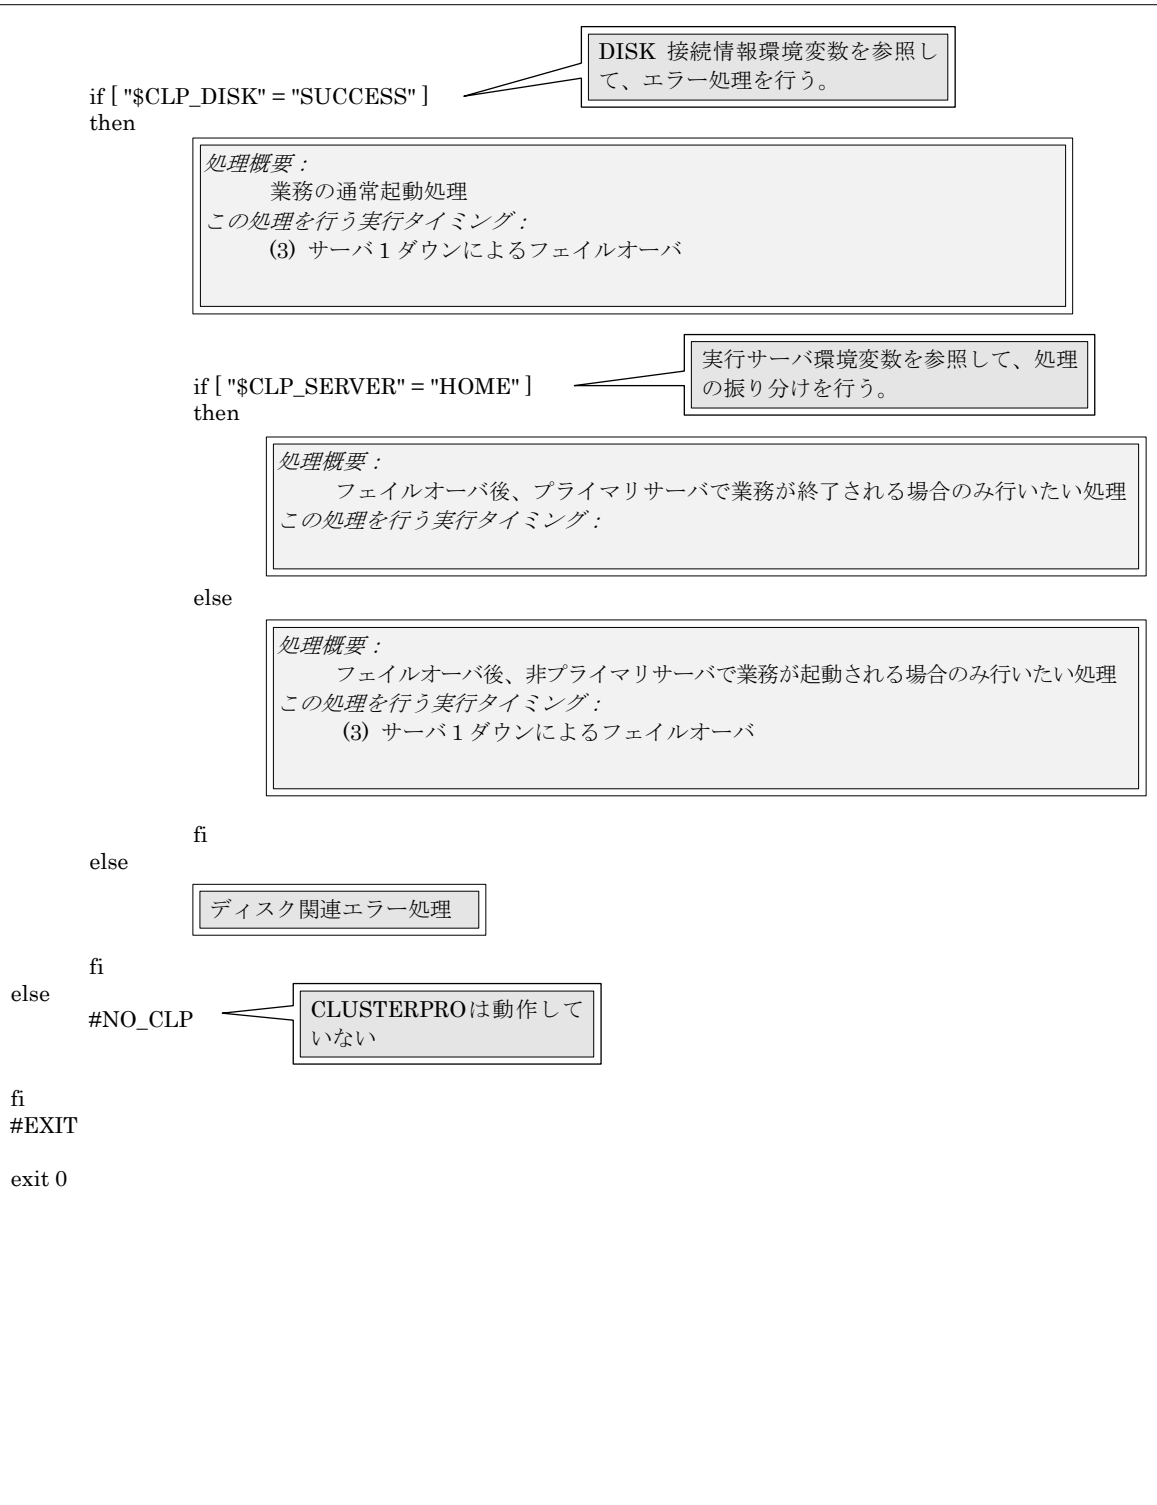 DISK 接続情報環境変数を参照し
て、エラー処理を行う。
if [ "$CLP_DISK" = "SUCCESS" ]
then
処理概要：
業務の通常起動処理
この処理を行う実行タイミング：
(3) サーバ１ダウンによるフェイルオーバ
実行サーバ環境変数を参照して、処理
の振り分けを行う。
if [ "$CLP_SERVER" = "HOME" ]
then
処理概要：
フェイルオーバ後、プライマリサーバで業務が終了される場合のみ行いたい処理
この処理を行う実行タイミング：
else
処理概要：
フェイルオーバ後、非プライマリサーバで業務が起動される場合のみ行いたい処理
この処理を行う実行タイミング：
(3) サーバ１ダウンによるフェイルオーバ
fi
else
ディスク関連エラー処理
fi
else
#NO_CLP
CLUSTERPROは動作して
いない
fi
#EXIT
exit 0